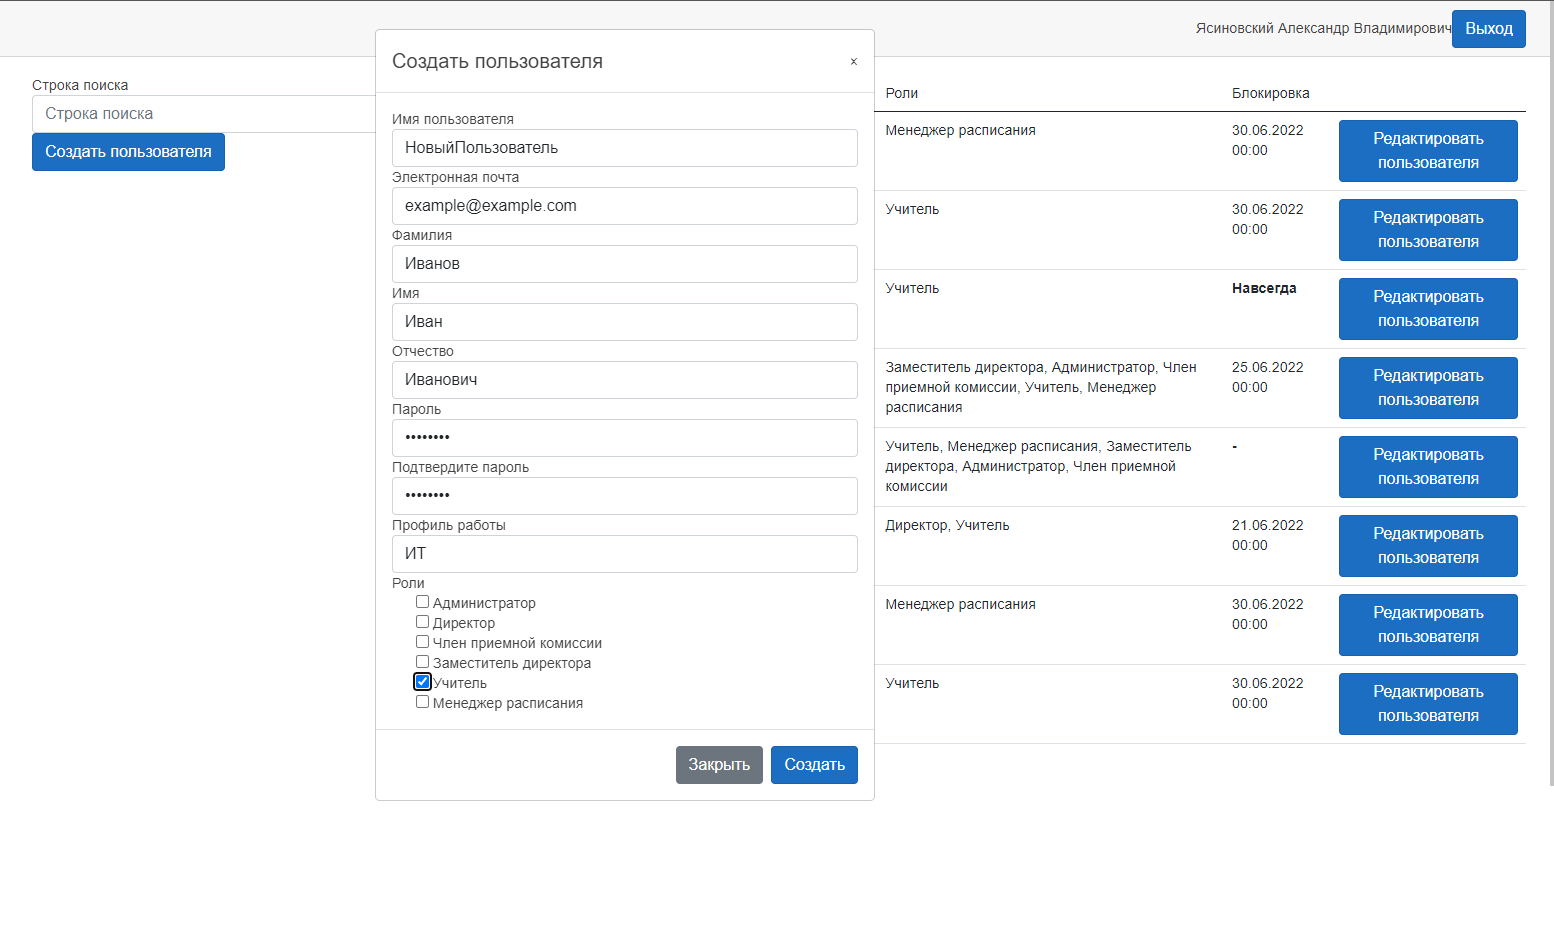 Ясиновский Александр Владимирович
Выход
Строка поиска
Строка поиска
Создать пользователя
Создать пользователя
×
Имя пользователя
НовыйПользователь
Электронная почта
example@example.com
Фамилия
Иванов
Имя
Иван
Отчество
Иванович
Пароль
••••••••
Подтвердите пароль
••••••••
Профиль работы
ИТ
Роли
Администратор
Директор
Член приемной комиссии
Заместитель директора
Учитель
Менеджер расписания
Закрыть
Создать
Роли
Блокировка
Менеджер расписания
30.06.2022
00:00
Редактировать
пользователя
Учитель
30.06.2022
00:00
Редактировать
пользователя
Учитель
Навсегда
Редактировать
пользователя
Заместитель директора, Администратор, Член
приемной комиссии, Учитель, Менеджер
расписания
25.06.2022
00:00
Редактировать
пользователя
Учитель, Менеджер расписания, Заместитель
директора, Администратор, Член приемной
комиссии
-
Редактировать
пользователя
Директор, Учитель
21.06.2022
00:00
Редактировать
пользователя
Менеджер расписания
30.06.2022
00:00
Редактировать
пользователя
Учитель
30.06.2022
00:00
Редактировать
пользователя